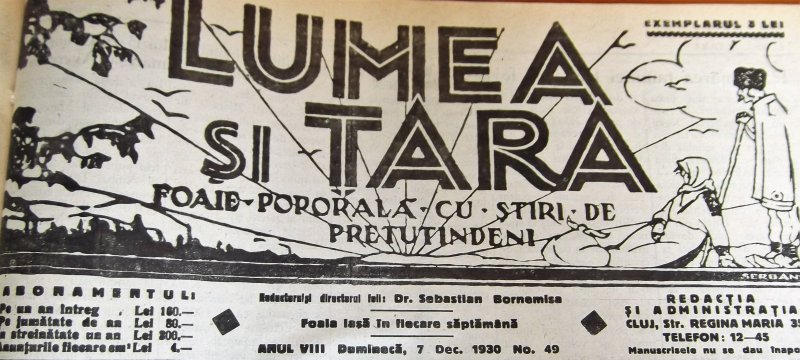 EXEMPLARUL 3 LEI
LUMEA
ȘI ȚARA
FOAIE·POPORALĂ·CU·ȘTIRI·DE
PRETUTINDENI
SERBAN
ABONAMENTUL:
Pe un an întreg Lei 160.—
Pe jumătate de an Lei 80.—
streinătate un an Lei 300.—
Anunțurile fiecare cm² Lei 4.—
Redactorul și directorul foii: Dr. Sebastian Bornemisa
Foaia iasă în fiecare săptămână
ANUL VIII Duminecă, 7 Dec. 1930 No. 49
REDACȚIA
ȘI ADMINISTRAȚIA
CLUJ, Str. REGINA MARIA
TELEFON: 12—45
Manuscrisele nu se dau înapoi